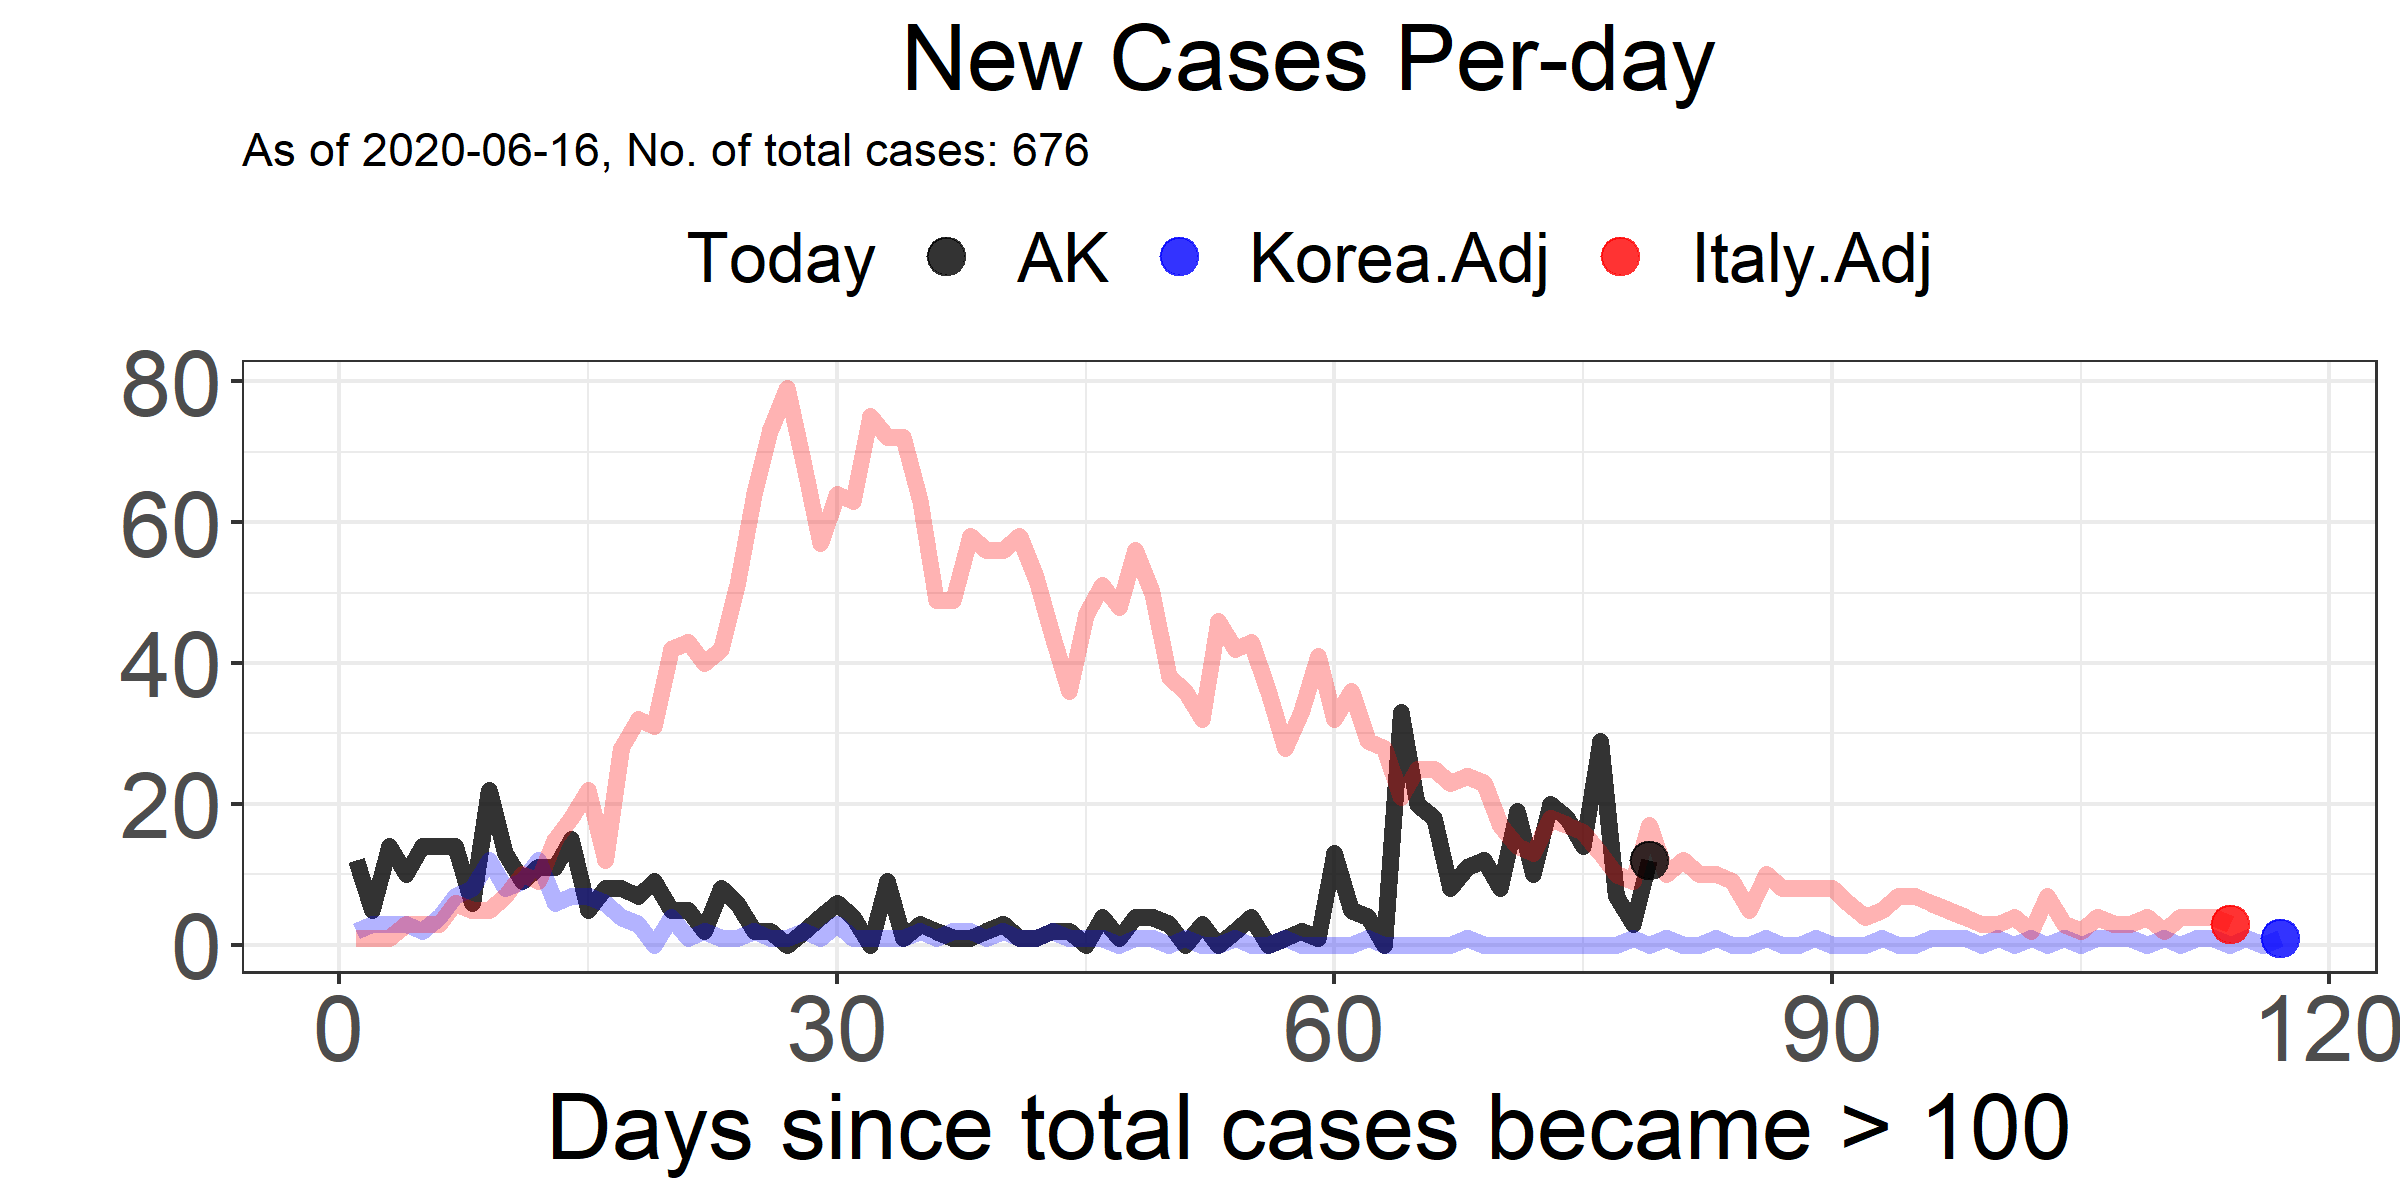 New Cases Per-day
As of 2020-06-16, No. of total cases: 676
Today AK Korea.Adj Italy.Adj
80
60
40
20
0
0 30 60 90 120
Days since total cases became > 100